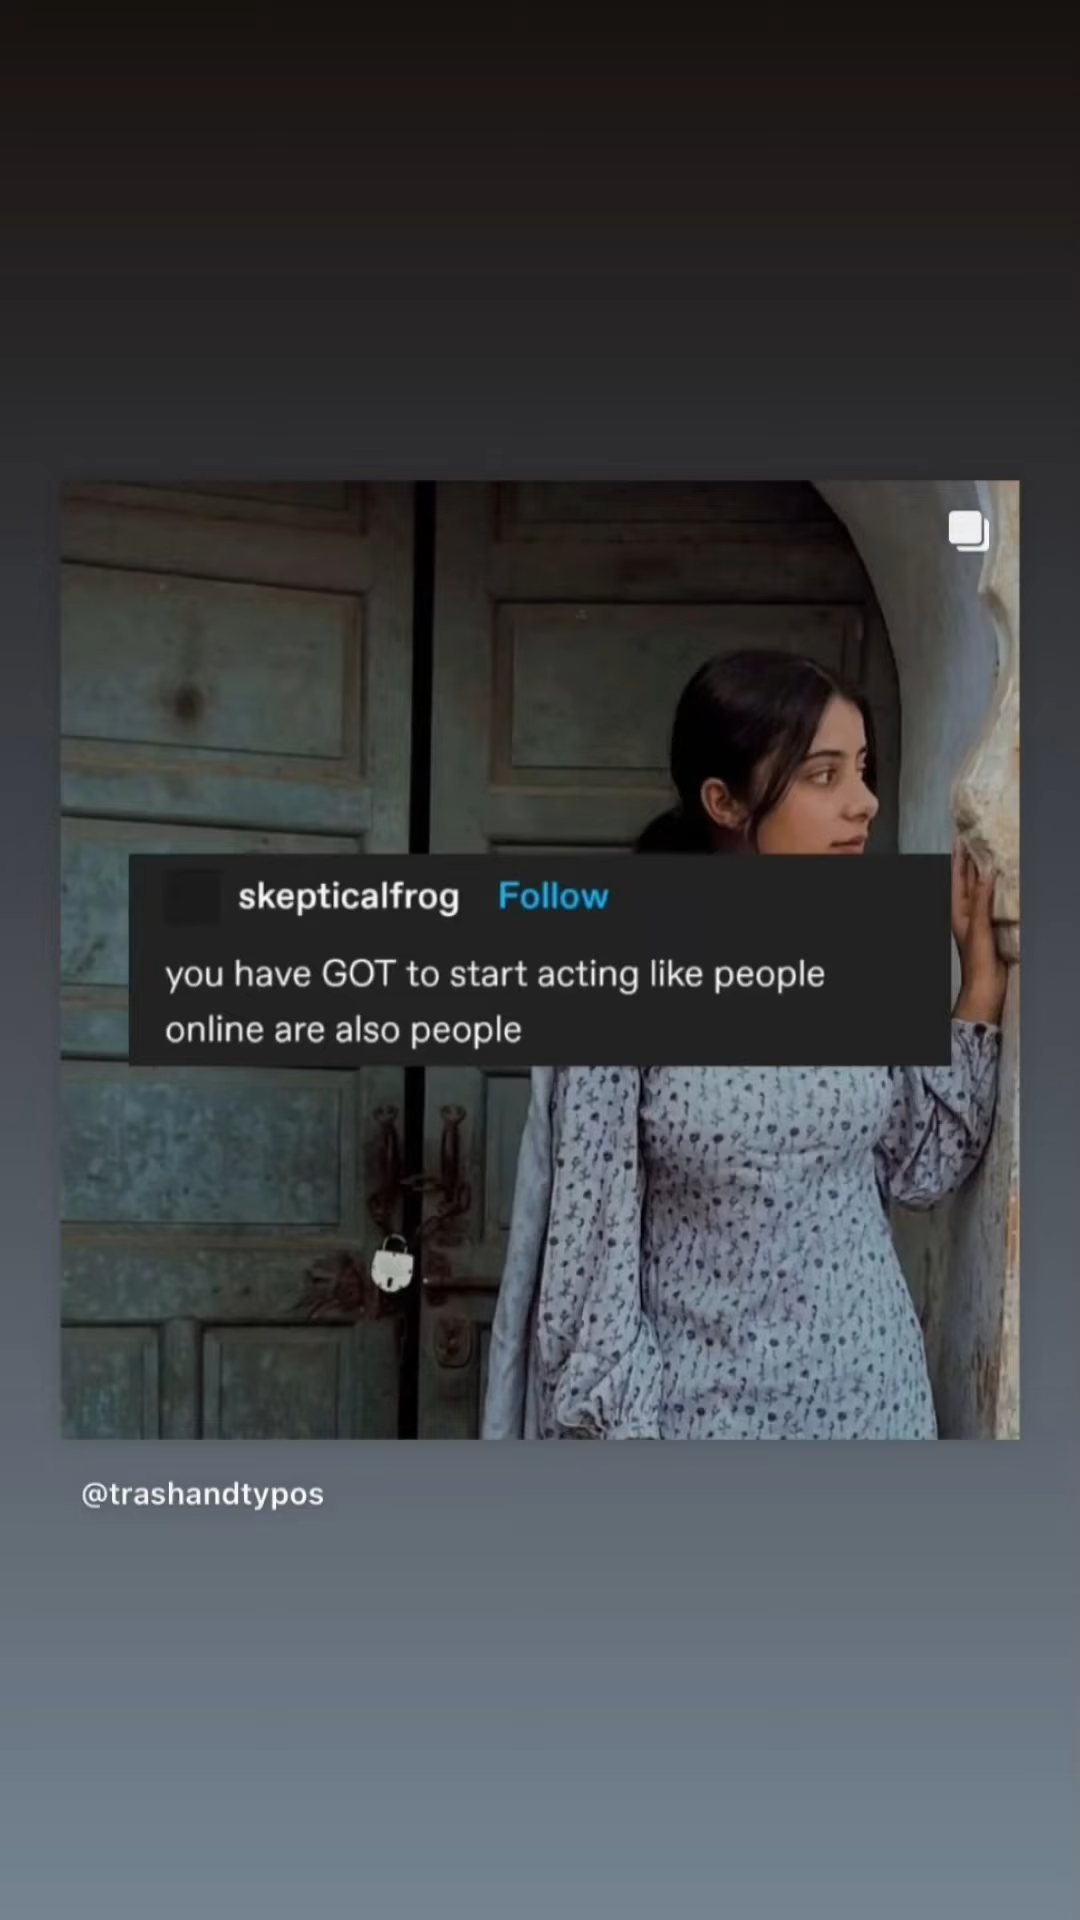 skepticalfrog Follow
you have GOT to start acting like people
online are also people
@trashandtypos